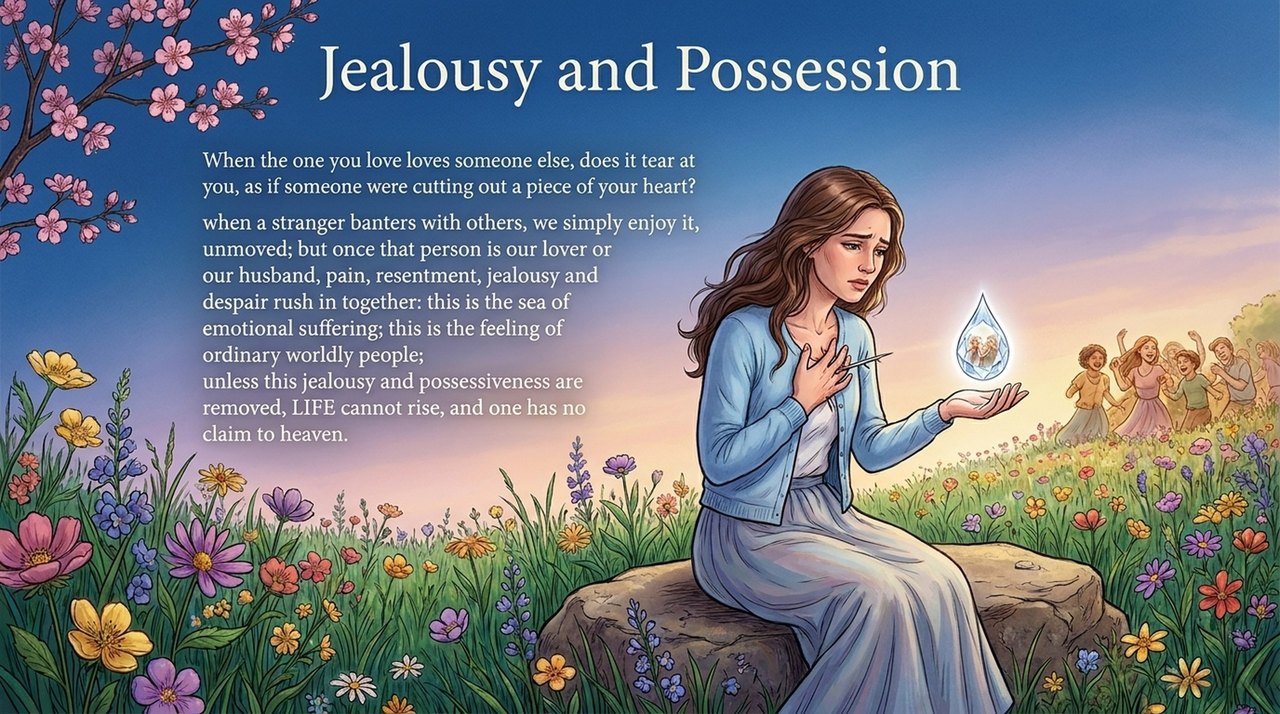 Jealousy and Possession
When the one you love loves someone else, does it tear at
you, as if someone were cutting out a piece of your heart?
when a stranger banters with others, we simply enjoy it,
unmoved; but once that person is our lover or
our husband, pain, resentment, jealousy and
despair rush in together: this is the sea of
emotional suffering; this is the feeling of
ordinary worldly people;
unless this jealousy and possessiveness are
removed, LIFE cannot rise, and one has no
claim to heaven.